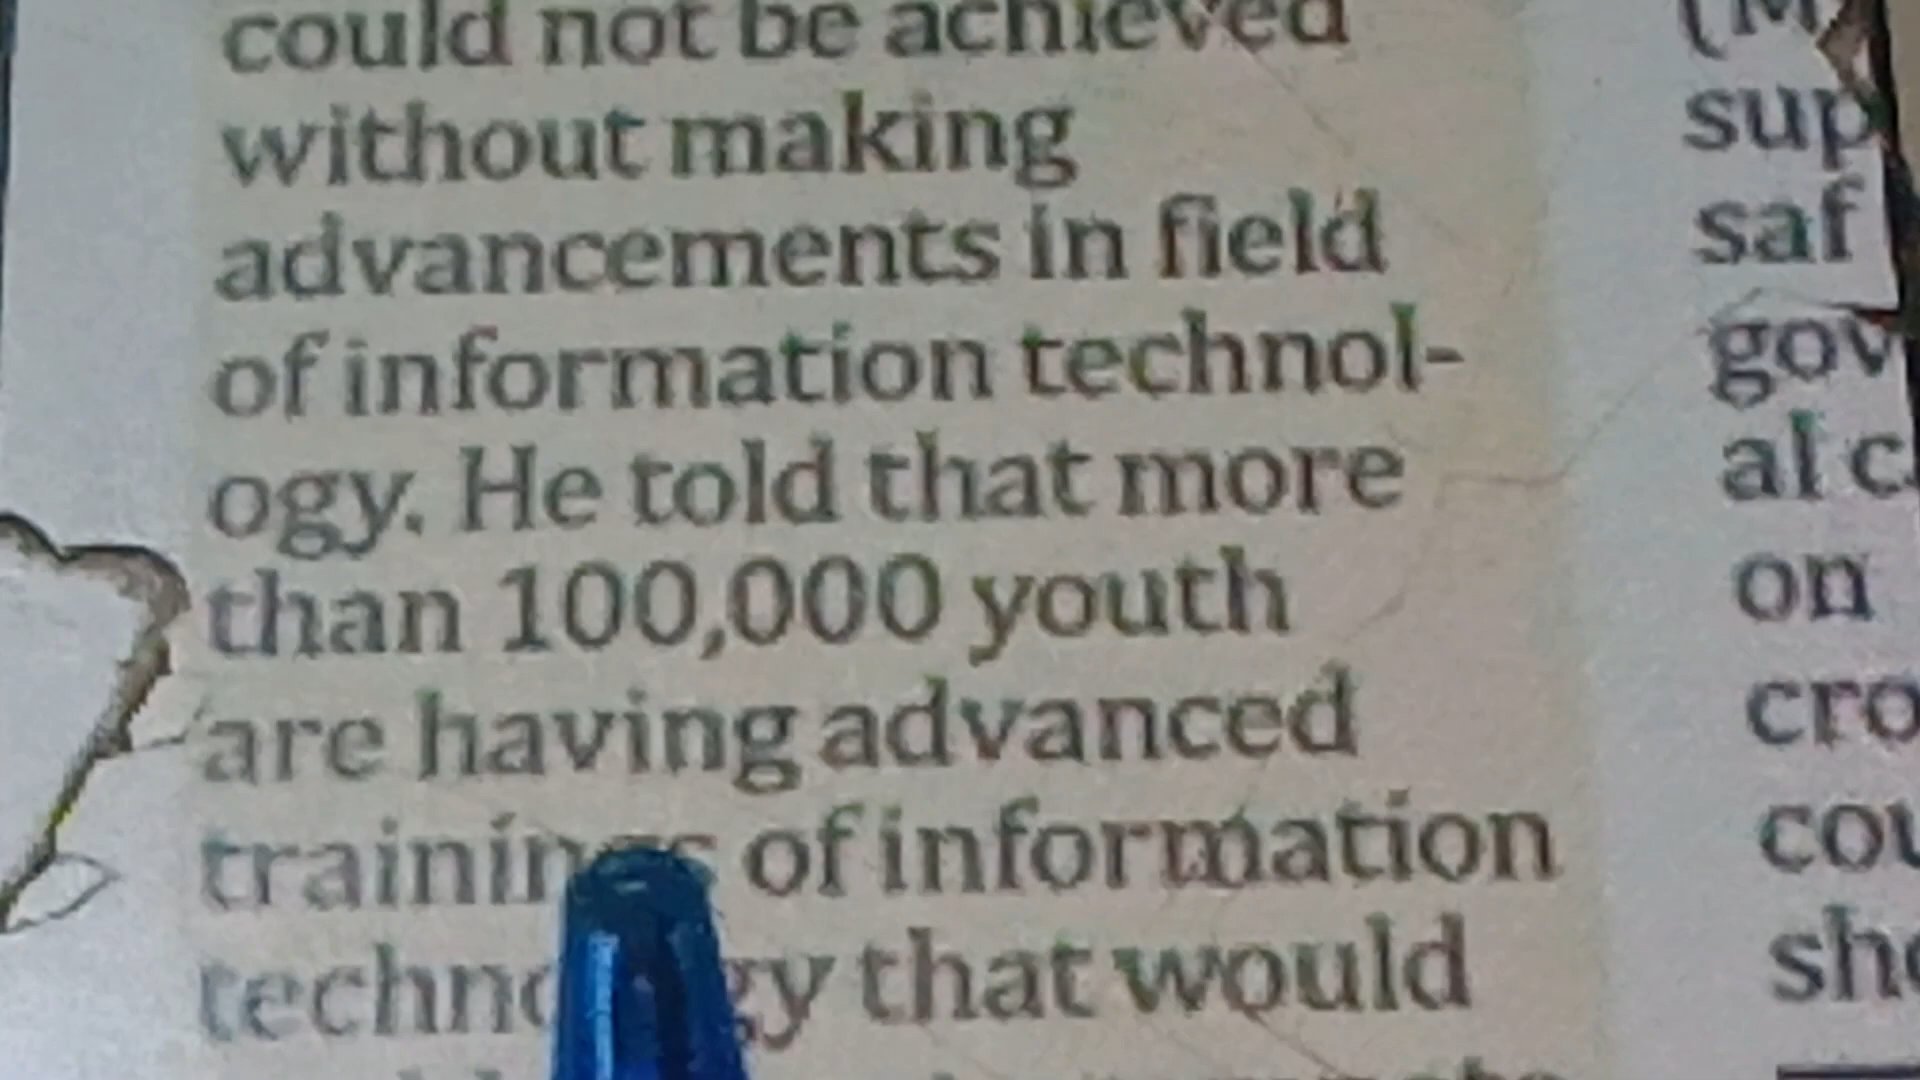 could not be achieved
without making
advancements in field
of information technol-
ogy. He told that more
than 100,000 youth
are having advanced
of information
that would
sup
saf
gov
al c
on
cro
cou
sho